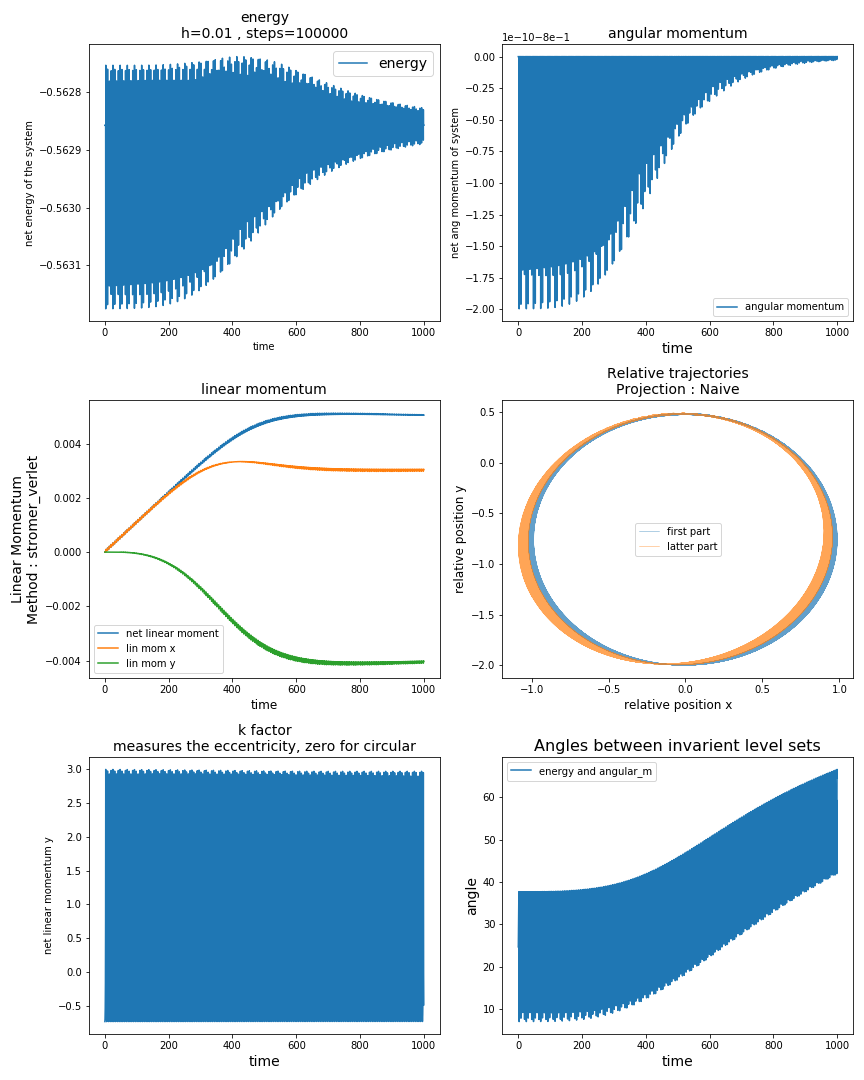 energy
h=0.01 , steps=100000
energy
−0.5628
−0.5629
−0.5630
−0.5631
net energy of the system
0
200
400
600
800
1000
time
angular momentum
1e−10−8e−1
0.00
−0.25
−0.50
−0.75
−1.00
−1.25
−1.50
−1.75
−2.00
net ang momentum of system
angular momentum
0
200
400
600
800
1000
time
linear momentum
0.004
0.002
0.000
−0.002
−0.004
Linear Momentum
Method : stromer_verlet
net linear moment
lin mom x
lin mom y
0
200
400
600
800
1000
time
Relative trajectories
Projection : Naive
0.5
0.0
−0.5
−1.0
−1.5
−2.0
relative position y
first part
latter part
−1.0
−0.5
0.0
0.5
1.0
relative position x
k factor
measures the eccentricity, zero for circular
3.0
2.5
2.0
1.5
1.0
0.5
0.0
−0.5
net linear momentum y
0
200
400
600
800
1000
time
Angles between invarient level sets
energy and angular_m
60
50
40
30
20
10
angle
0
200
400
600
800
1000
time